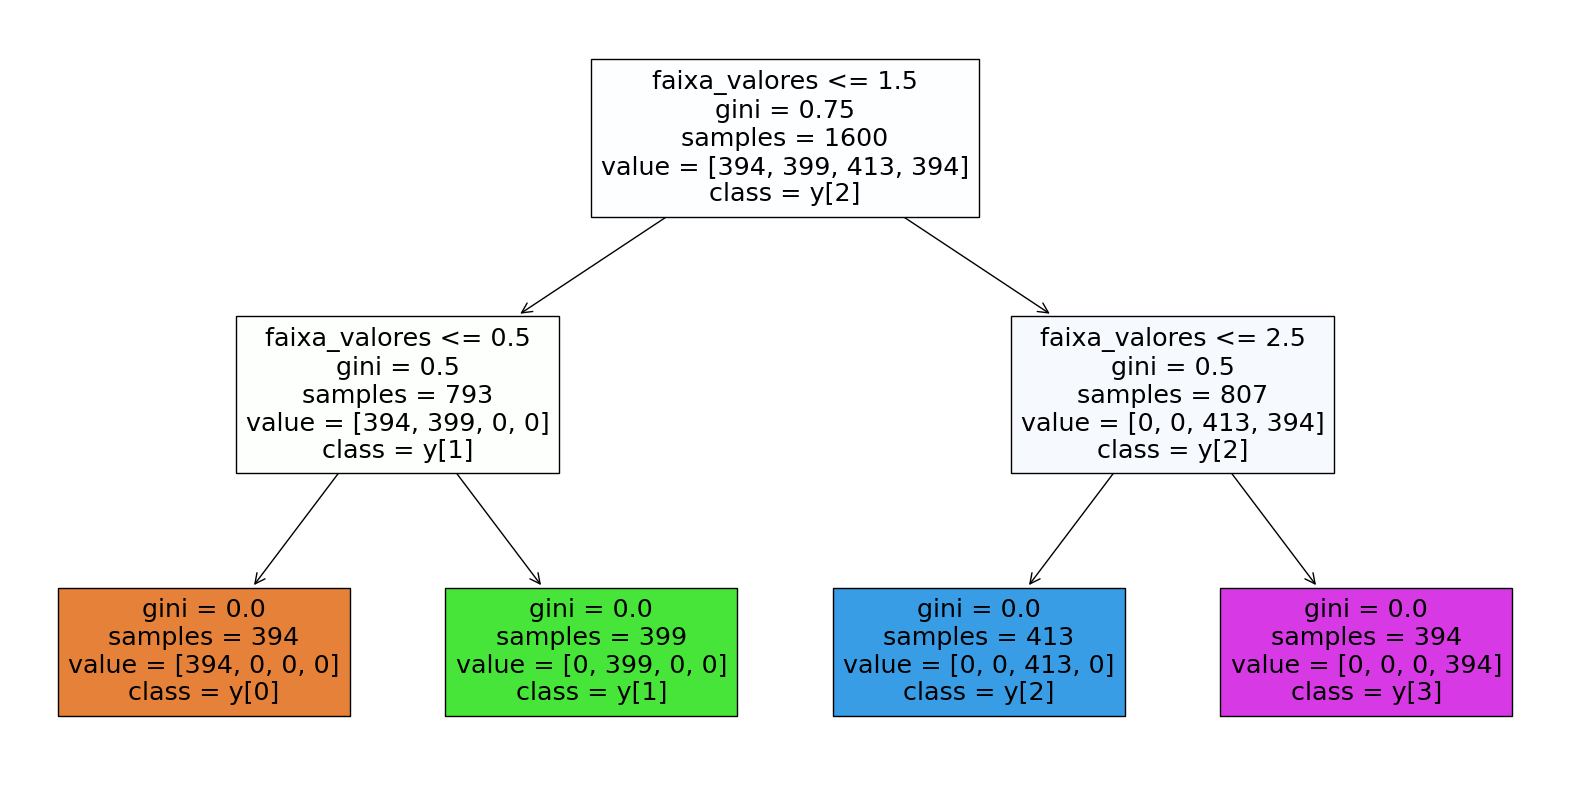 faixa_valores <= 1.5
gini = 0.75
samples = 1600
value = [394, 399, 413, 394]
class = y[2]
faixa_valores <= 0.5
gini = 0.5
samples = 793
value = [394, 399, 0, 0]
class = y[1]
faixa_valores <= 2.5
gini = 0.5
samples = 807
value = [0, 0, 413, 394]
class = y[2]
gini = 0.0
samples = 394
value = [394, 0, 0, 0]
class = y[0]
gini = 0.0
samples = 399
value = [0, 399, 0, 0]
class = y[1]
gini = 0.0
samples = 413
value = [0, 0, 413, 0]
class = y[2]
gini = 0.0
samples = 394
value = [0, 0, 0, 394]
class = y[3]